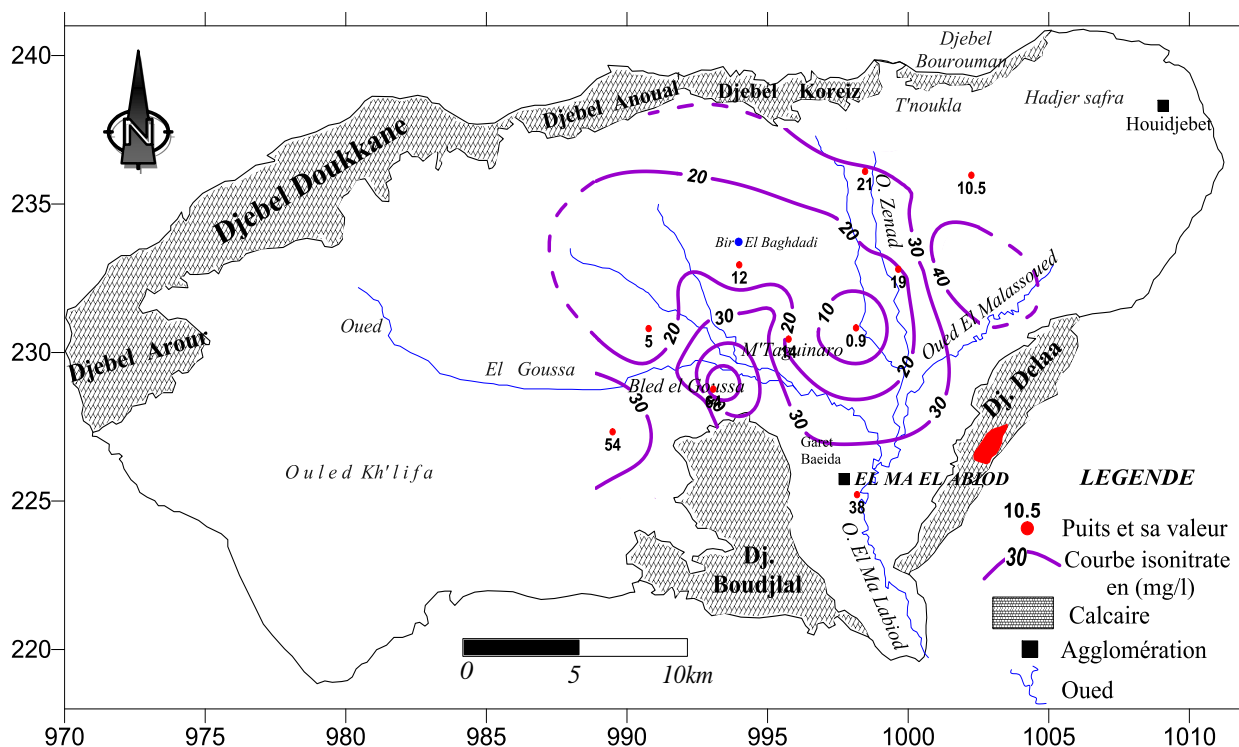 240
235
230
225
220
970
975
980
985
990
995
1000
1005
1010
N
Djebel
Bourouman
Djebel Anoual
Djebel Koreiz
T'noukla
Hadjer safra
Houidjebet
Djebel Doukkane
21
10.5
O. Zenad
20
20
30
40
Bir El Baghdadi
12
19
Oued El Malassoued
Oued
5
20
30
20
14
10
0.9
20
M'Taguinaro
Djebel Arour
El Goussa
Bled el Goussa
30
30
30
54
Dj. Delaa
Garet
Baeida
Ouled Kh'lifa
EL MA EL ABIOD
38
O. El Ma Labiod
Dj.
Boudjlal
0
5
10km
LEGENDE
10.5
Puits et sa valeur
30
Courbe isonitrate
en (mg/l)
Calcaire
Agglomération
Oued